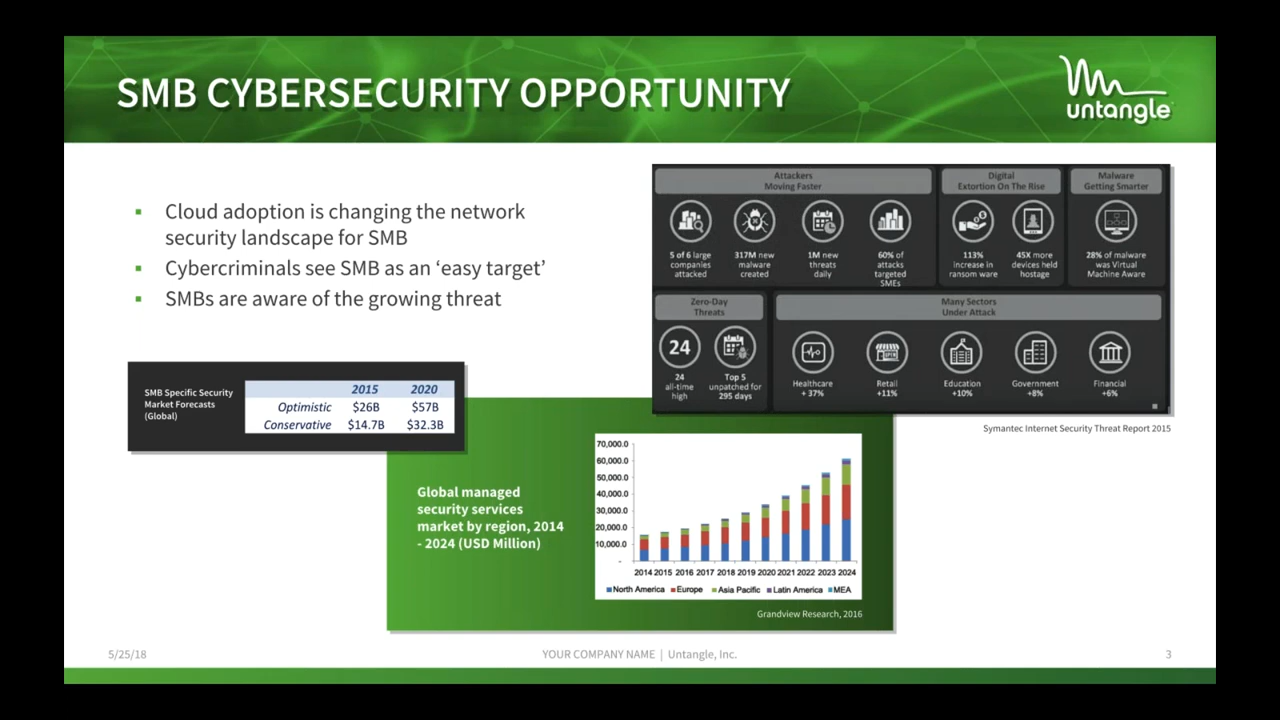 SMB CYBERSECURITY OPPORTUNITY
untangle
Cloud adoption is changing the network
security landscape for SMB
Cybercriminals see SMB as an ‘easy target’
SMBs are aware of the growing threat
Attackers
Moving Faster
5 of 6 large
companies
attacked
317M new
malware
created
1M new
threats
daily
60% of
attacks
targeted
SMEs
Digital
Extortion On The Rise
113%
increase in
ransom ware
45X more
devices held
hostage
Malware
Getting Smarter
28% of malware
was Virtual
Machine Aware
Zero-Day
Threats
24
24
all-time
high
Top 5
unpatched for
295 days
Many Sectors
Under Attack
Healthcare
+ 37%
Retail
OPEN
+11%
Education
+10%
Government
+8%
Financial
+6%
Symantec Internet Security Threat Report 2015
SMB Specific Security
Market Forecasts
(Global)
2015 2020
Optimistic $26B $57B
Conservative $14.7B $32.3B
Global managed
security services
market by region, 2014
- 2024 (USD Million)
70,000.0
60,000.0
50,000.0
40,000.0
30,000.0
20,000.0
10,000.0
-
2014 2015 2016 2017 2018 2019 2020 2021 2022 2023 2024
North America Europe Asia Pacific Latin America MEA
Grandview Research, 2016
5/25/18 YOUR COMPANY NAME | Untangle, Inc. 3